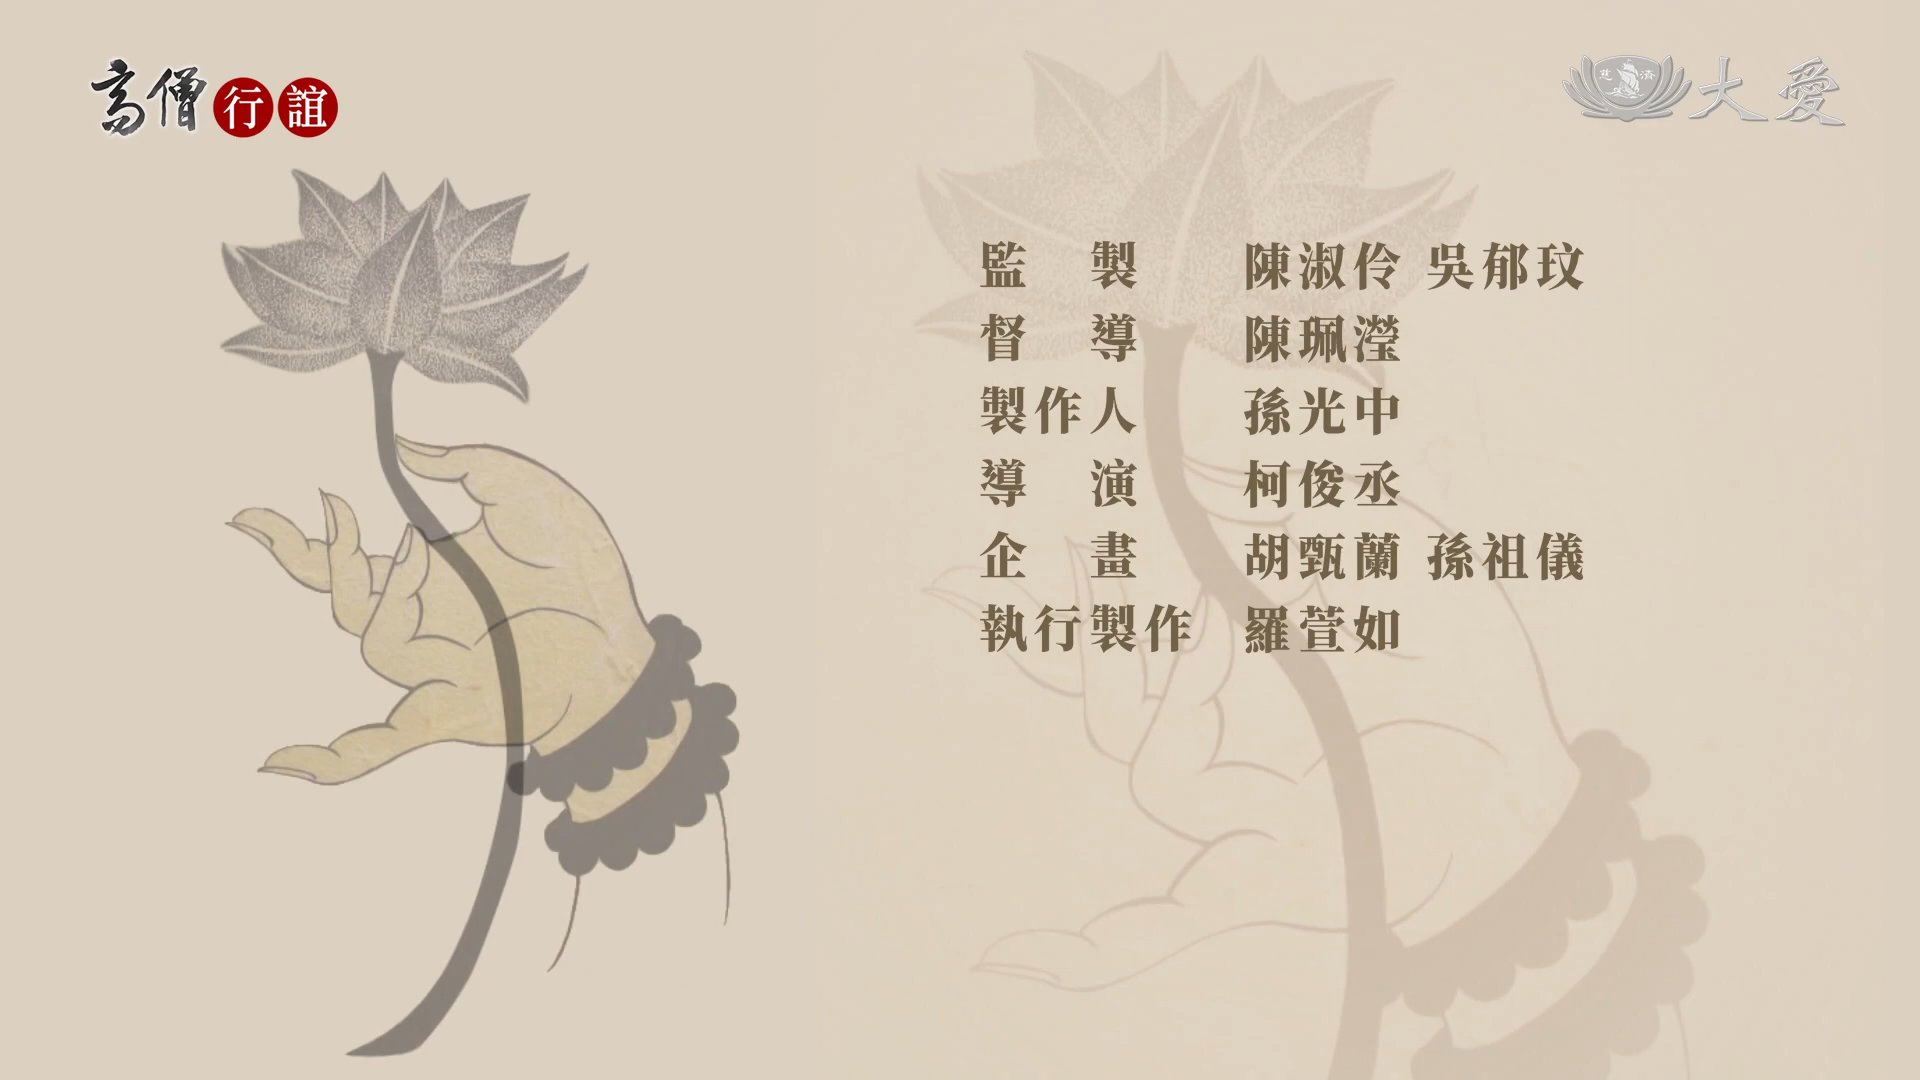 高僧行誼
慈濟 大愛
監製 陳淑伶 吳郁玟
督導 陳珮瀅
製作人 孫光中
導演 柯俊丞
企畫 胡甄蘭 孫祖儀
執行製作 羅萱如